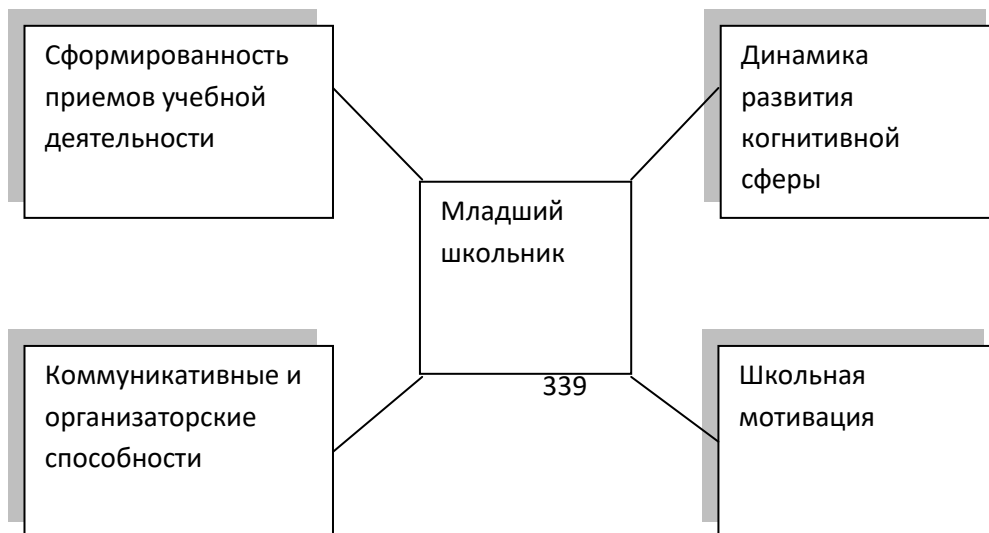 Сформированность
приемов учебной
деятельности
Динамика
развития
когнитивной
сферы
Младший
школьник
Коммуникативные и
организаторские
способности
339
Школьная
мотивация